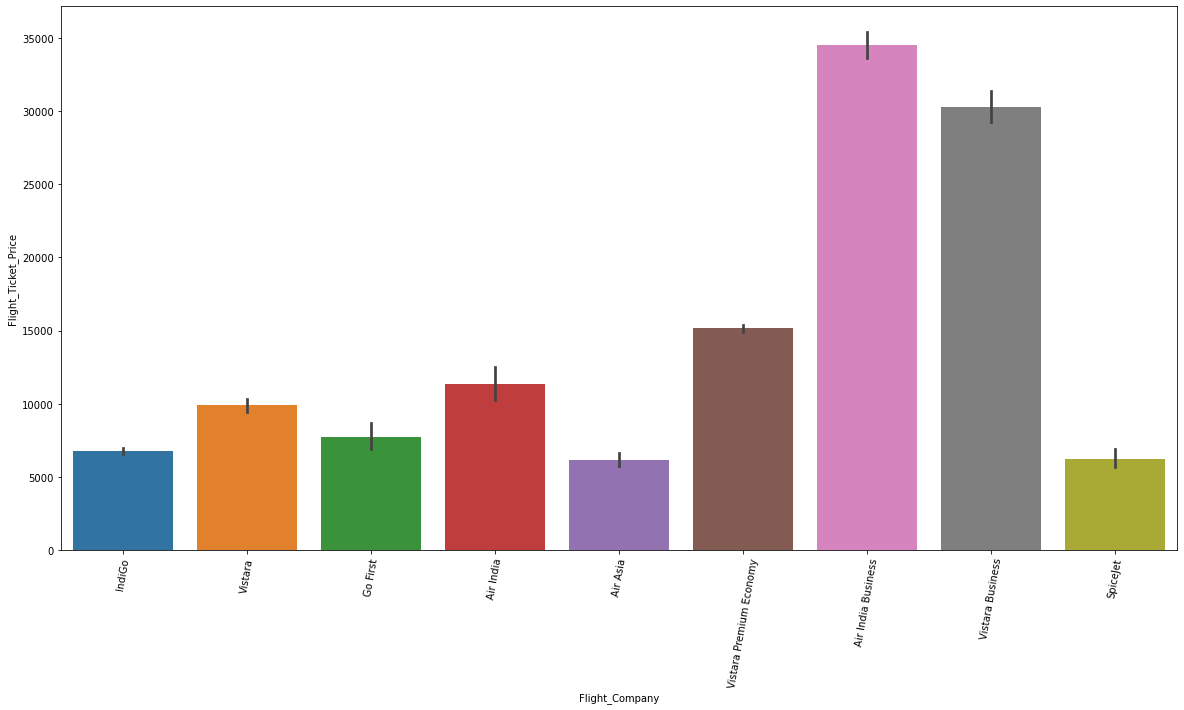 35000
30000
25000
20000
15000
10000
5000
0
Flight_Ticket_Price
IndiGo
Vistara
Go First
Air India
Air Asia
Vistara Premium Economy
Air India Business
Vistara Business
SpiceJet
Flight_Company